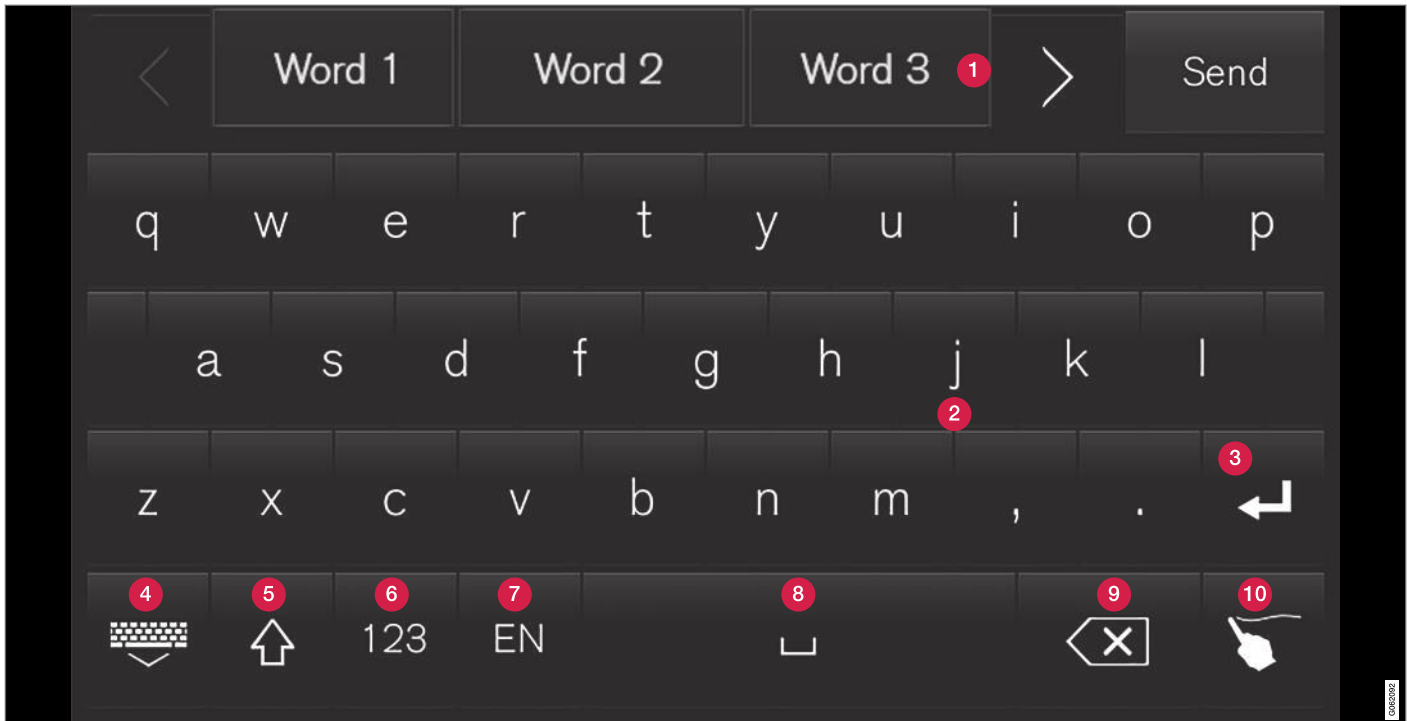 Word 1 Word 2 Word 3 1 Send
q w e r t y u i o p
a s d f g h j k l
2
3
z x c v b n m , .
4 5 6 7 8 9 10
123 EN
G062092